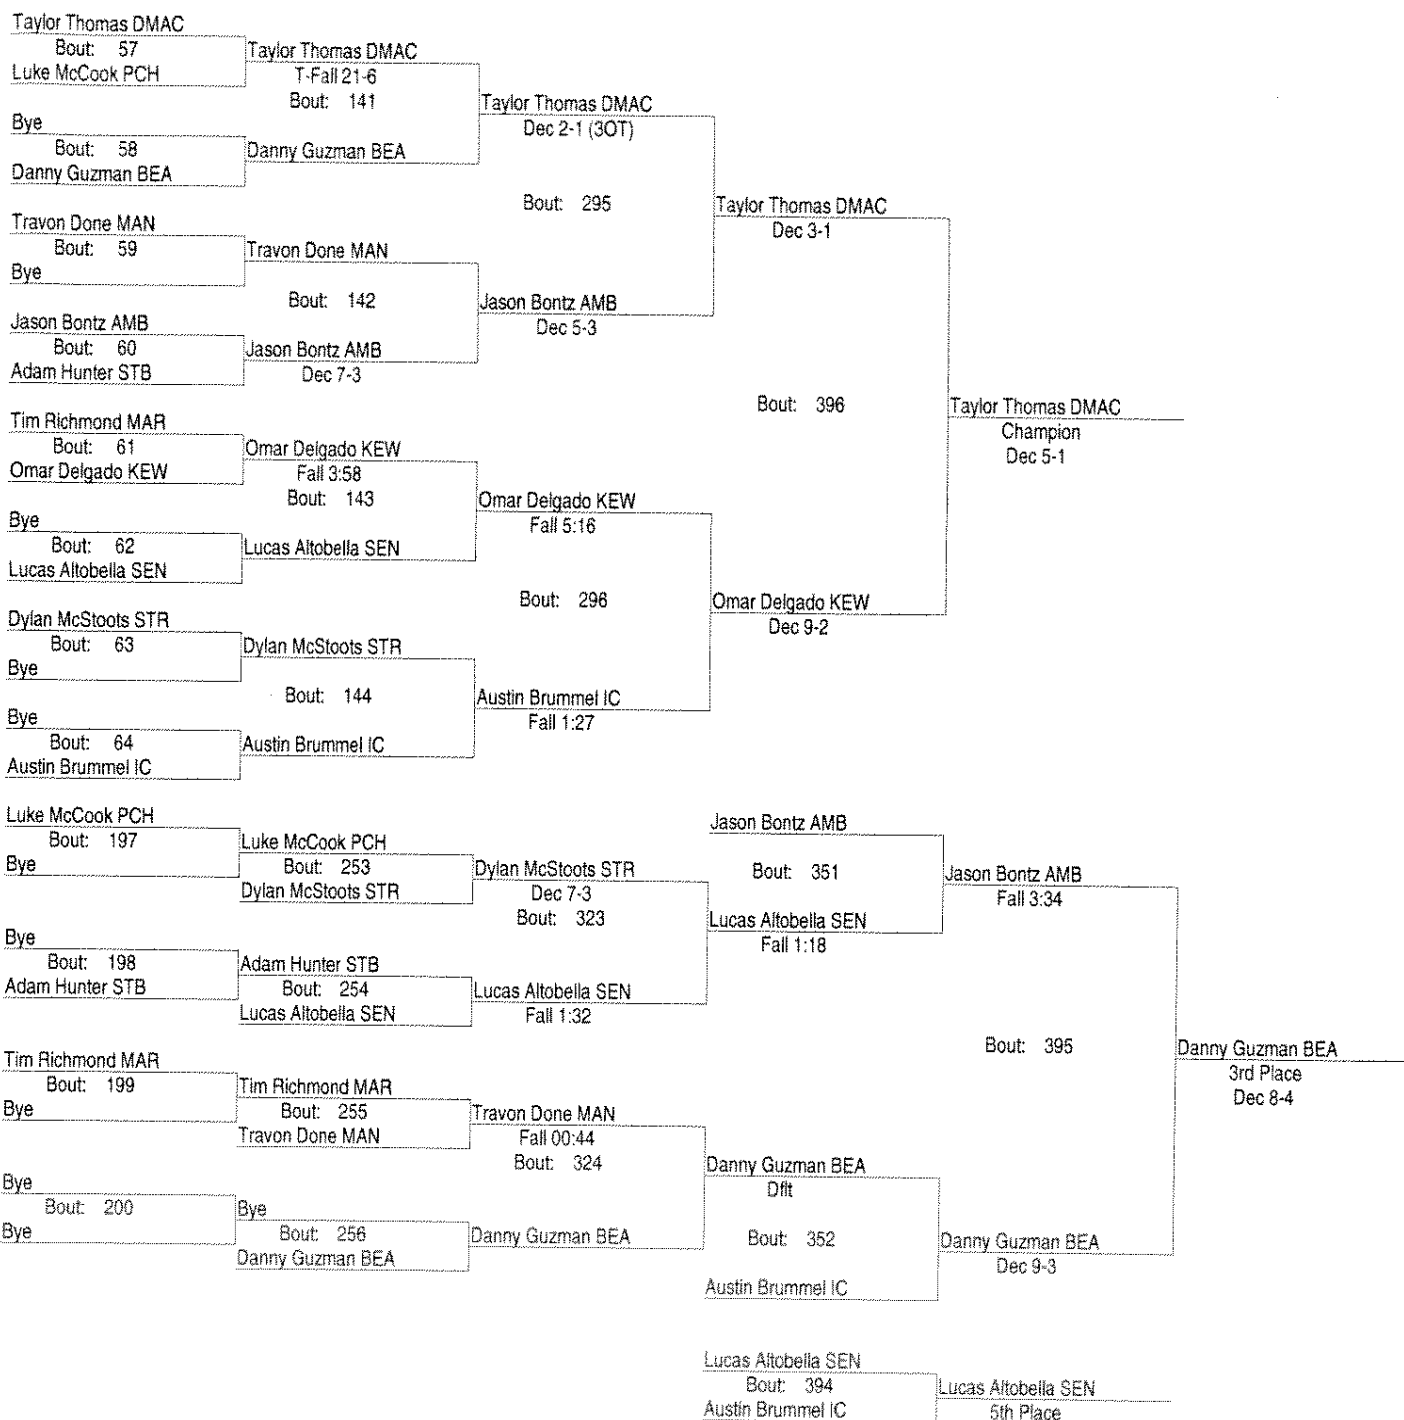 Taylor Thomas DMAC
Bout: 57
Luke McCook PCH
Taylor Thomas DMAC
T-Fall 21-6
Bout: 141
Bye
Bout: 58
Danny Guzman BEA
Danny Guzman BEA
Taylor Thomas DMAC
Dec 2-1 (3OT)
Bout: 295
Travon Done MAN
Bout: 59
Bye
Travon Done MAN
Bout: 142
Jason Bontz AMB
Bout: 60
Adam Hunter STB
Jason Bontz AMB
Dec 7-3
Jason Bontz AMB
Dec 5-3
Taylor Thomas DMAC
Dec 3-1
Bout: 396
Tim Richmond MAR
Bout: 61
Omar Delgado KEW
Omar Delgado KEW
Fall 3:58
Bout: 143
Bye
Bout: 62
Lucas Altobella SEN
Lucas Altobella SEN
Omar Delgado KEW
Fall 5:16
Bout: 296
Dylan McStoots STR
Bout: 63
Bye
Dylan McStoots STR
Bout: 144
Bye
Bout: 64
Austin Brummel IC
Austin Brummel IC
Austin Brummel IC
Fall 1:27
Omar Delgado KEW
Dec 9-2
Taylor Thomas DMAC
Champion
Dec 5-1
Luke McCook PCH
Bout: 197
Bye
Luke McCook PCH
Bout: 253
Dylan McStoots STR
Dylan McStoots STR
Dec 7-3
Bout: 323
Bye
Bout: 198
Adam Hunter STB
Adam Hunter STB
Bout: 254
Lucas Altobella SEN
Lucas Altobella SEN
Fall 1:32
Jason Bontz AMB
Bout: 351
Lucas Altobella SEN
Fall 1:18
Jason Bontz AMB
Fall 3:34
Bout: 395
Tim Richmond MAR
Bout: 199
Bye
Tim Richmond MAR
Bout: 255
Travon Done MAN
Travon Done MAN
Fall 00:44
Bout: 324
Bye
Bout: 200
Bye
Bye
Bout: 256
Danny Guzman BEA
Danny Guzman BEA
Danny Guzman BEA
Dflt
Bout: 352
Austin Brummel IC
Danny Guzman BEA
Dec 9-3
Danny Guzman BEA
3rd Place
Dec 8-4
Lucas Altobella SEN
Bout: 394
Austin Brummel IC
Lucas Altobella SEN
5th Place